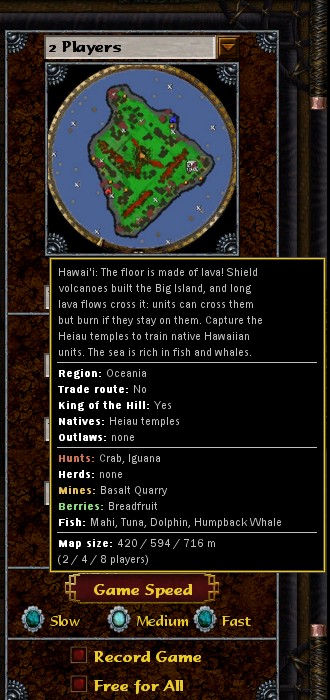 2 Players
Hawai'i: The floor is made of lava! Shield
volcanoes built the Big Island, and long
lava flows cross it: units can cross them
but burn if they stay on them. Capture the
Heiau temples to train native Hawaiian
units. The sea is rich in fish and whales.
Region: Oceania
Trade route: No
King of the Hill: Yes
Natives: Heiau temples
Outlaws: none
Hunts: Crab, Iguana
Herds: none
Mines: Basalt Quarry
Berries: Breadfruit
Fish: Mahi, Tuna, Dolphin, Humpback Whale
Map size: 420 / 594 / 716 m
(2 / 4 / 8 players)
Game Speed
Slow Medium Fast
Record Game
Free for All